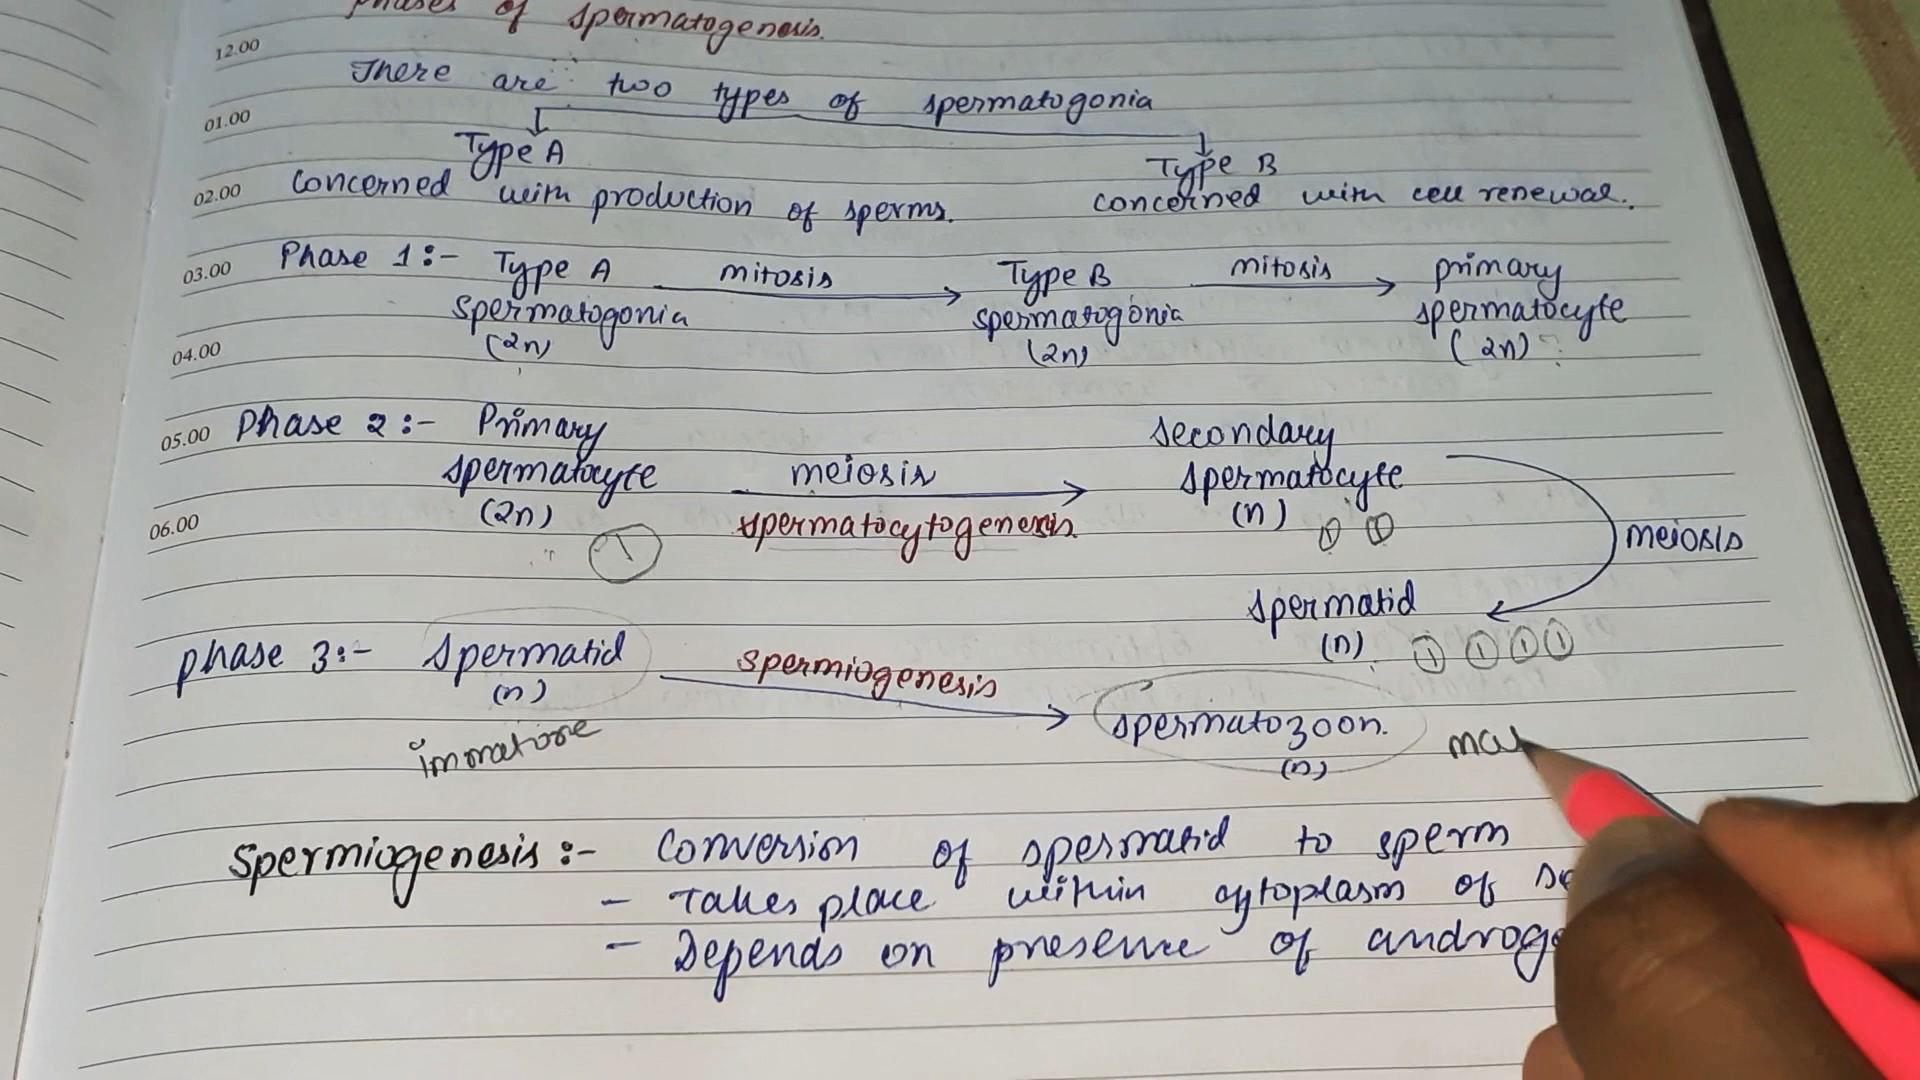 phases of spermatogenesis.
12.00
There are two types of spermatogonia
01.00
Type A Type B
02.00 Concerned with production of sperms. concerned with cell renewal.
03.00 Phase 1:- Type A mitosis Type B mitosis primary
spermatogonia spermatogonia spermatocyte
04.00 (2n) (2n) (2n)
05.00 Phase 2:- Primary secondary
spermatocyte meiosis spermatocyte
06.00 (2n) spermatocytogenesis (n) meiosis
spermatid
(n)
phase 3:- spermatid spermiogenesis
(n) spermatozoon.
immature (n)
Spermiogenesis:- Conversion of spermatid to sperm
- Takes place within cytoplasm of
- Depends on presence of